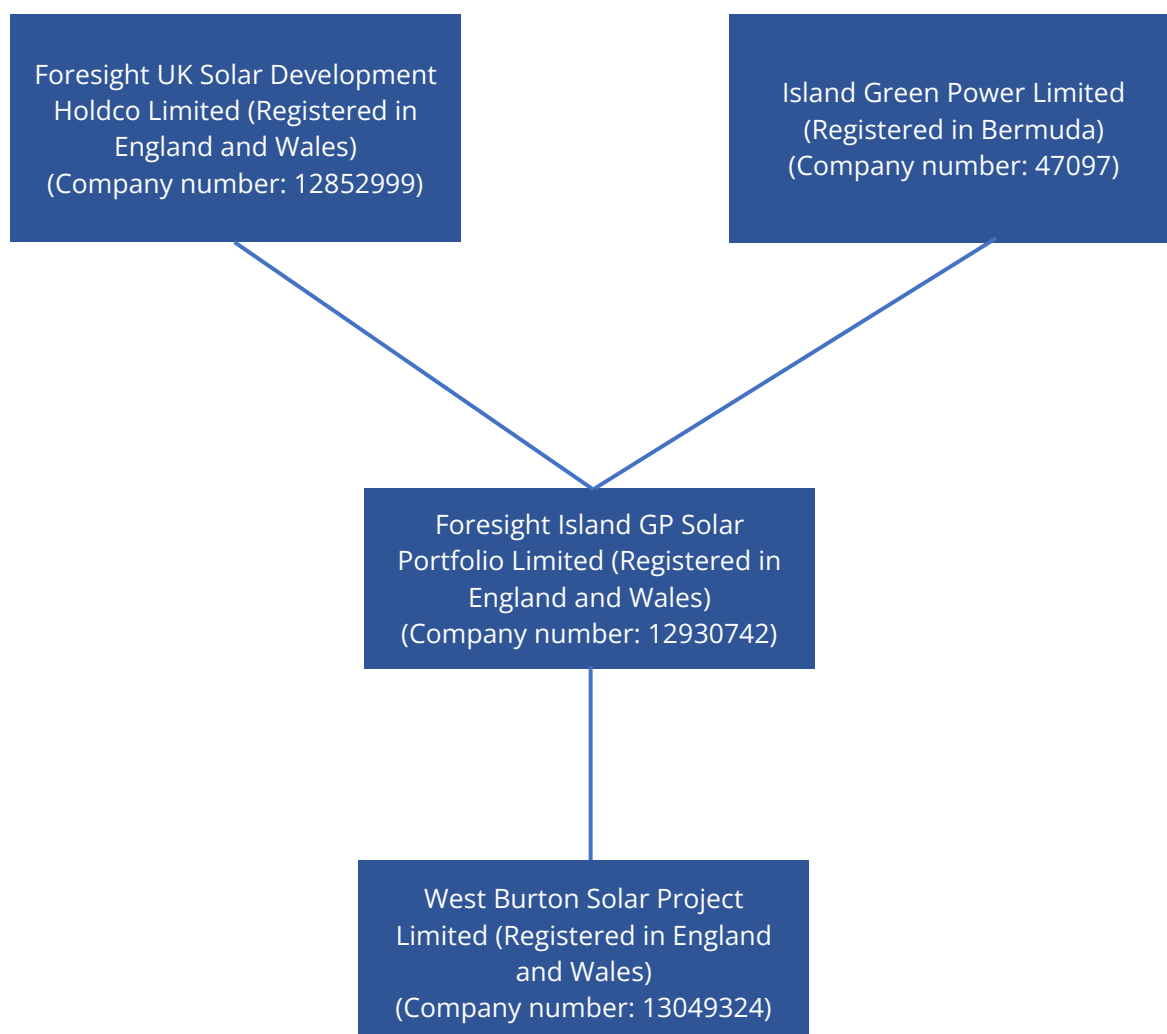 Foresight UK Solar Development
Holdco Limited (Registered in
England and Wales)
(Company number: 12852999)
Island Green Power Limited
(Registered in Bermuda)
(Company number: 47097)
Foresight Island GP Solar
Portfolio Limited (Registered in
England and Wales)
(Company number: 12930742)
West Burton Solar Project
Limited (Registered in England
and Wales)
(Company number: 13049324)